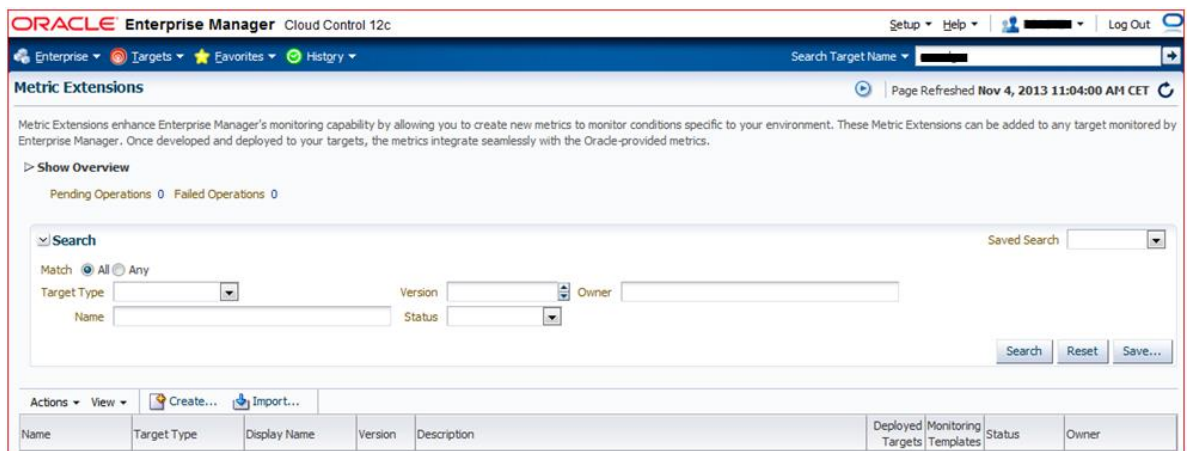 ORACLE Enterprise Manager Cloud Control 12c
Setup Help Log Out
Enterprise Targets Favorites History Search Target Name
Metric Extensions Page Refreshed Nov 4, 2013 11:04:00 AM CET
Metric Extensions enhance Enterprise Manager's monitoring capability by allowing you to create new metrics to monitor conditions specific to your environment. These Metric Extensions can be added to any target monitored by
Enterprise Manager. Once developed and deployed to your targets, the metrics integrate seamlessly with the Oracle-provided metrics.
Show Overview
Pending Operations 0 Failed Operations 0
Search Saved Search
Match All Any
Target Type Version Owner
Name Status
Search Reset Save...
Actions View Create... Import...
Name Target Type Display Name Version Description Deployed Targets Monitoring Templates Status Owner